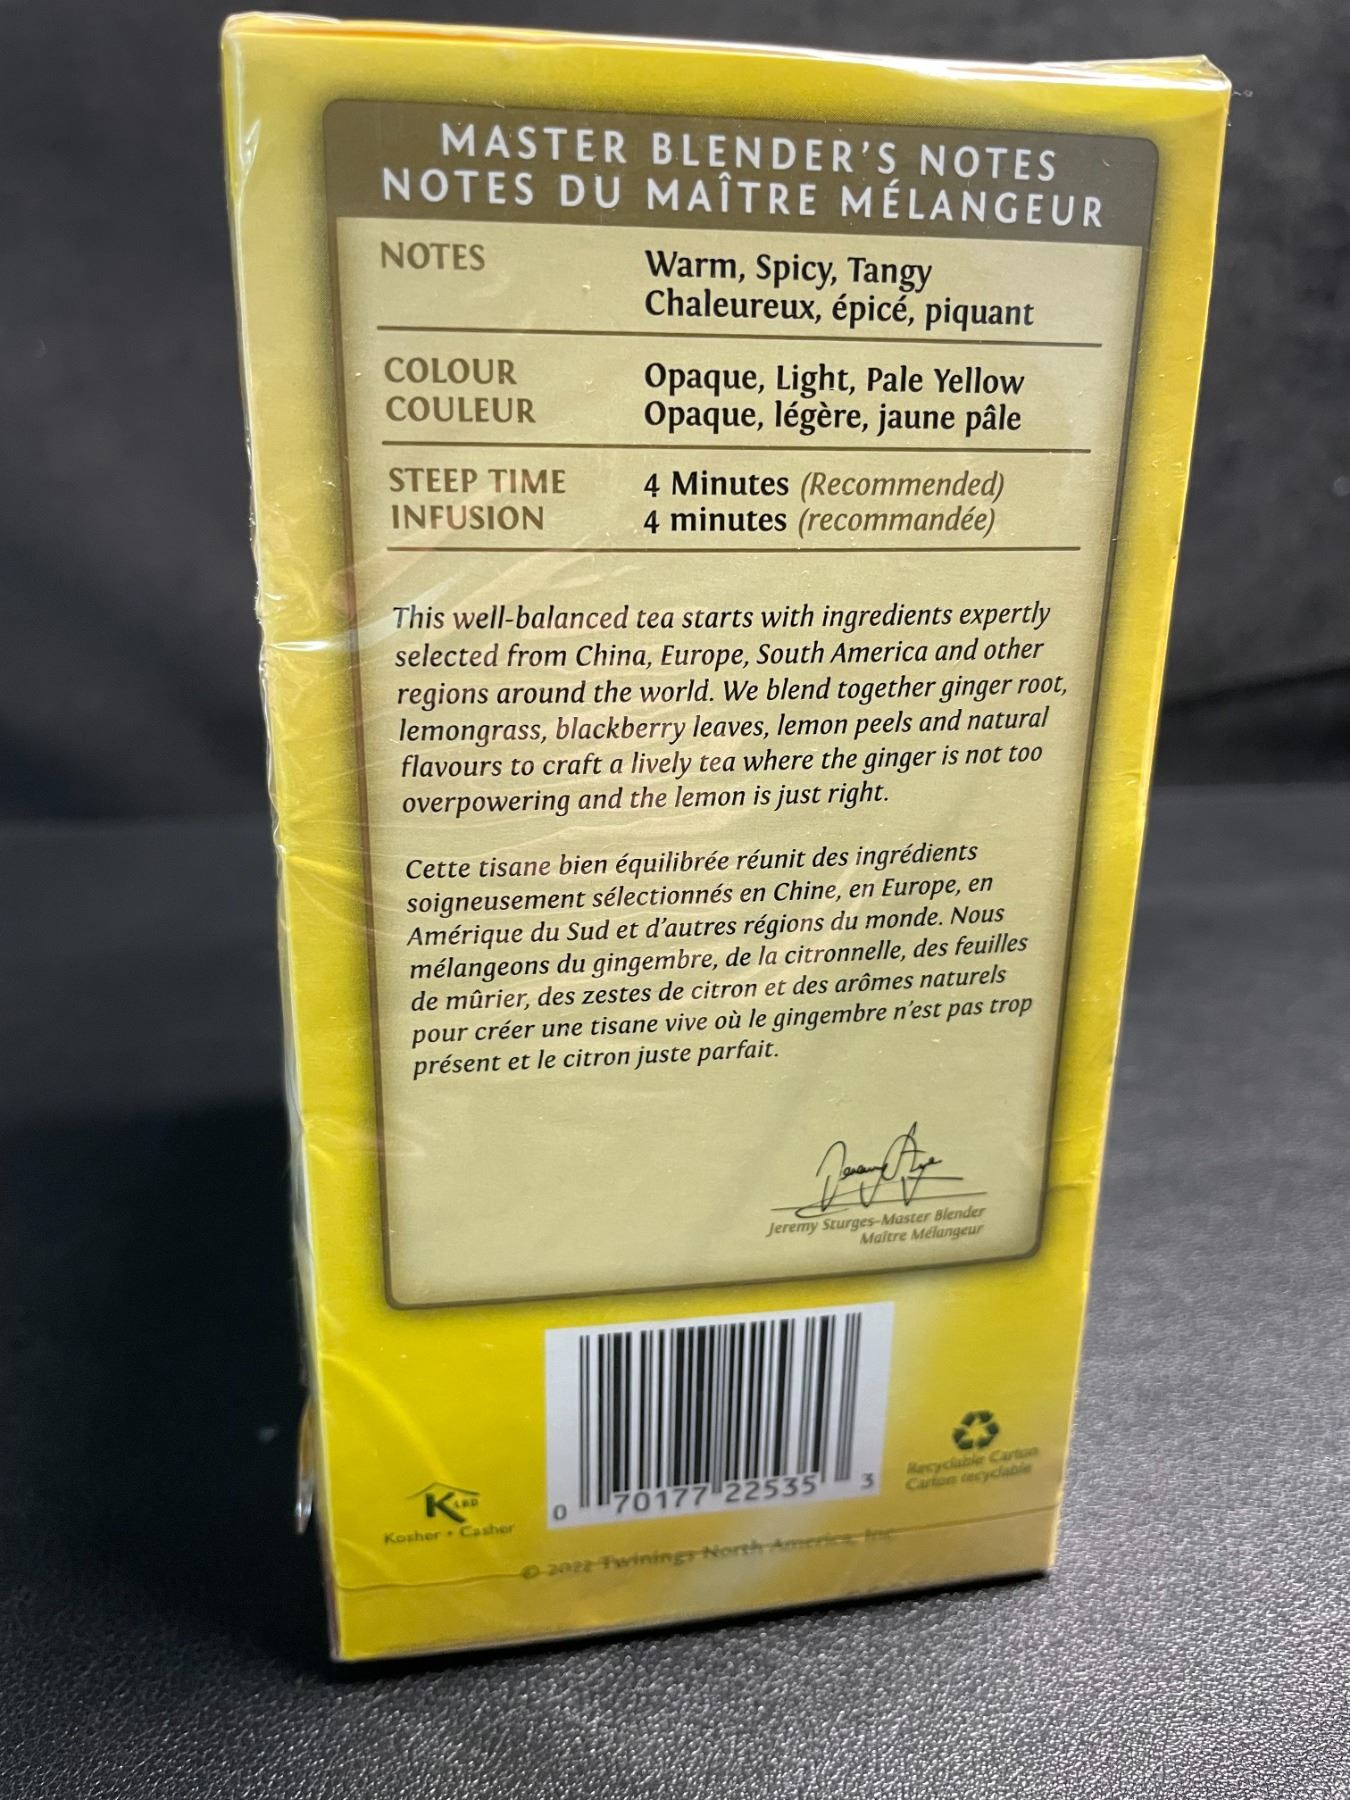 MASTER BLENDER'S NOTES
NOTES DU MAÎTRE MÉLANGEUR
NOTES
Warm, Spicy, Tangy
Chaleureux, épicé, piquant
COLOUR
COULEUR
Opaque, Light, Pale Yellow
Opaque, légère, jaune pâle
STEEP TIME
INFUSION
4 Minutes (Recommended)
4 minutes (recommandée)
This well-balanced tea starts with ingredients expertly
selected from China, Europe, South America and other
regions around the world. We blend together ginger root,
lemongrass, blackberry leaves, lemon peels and natural
flavours to craft a lively tea where the ginger is not too
overpowering and the lemon is just right.
Cette tisane bien équilibrée réunit des ingrédients
soigneusement sélectionnés en Chine, en Europe, en
Amérique du Sud et d'autres régions du monde. Nous
mélangeons du gingembre, de la citronnelle, des feuilles
de mûrier, des zestes de citron et des arômes naturels
pour créer une tisane vive où le gingembre n'est pas trop
présent et le citron juste parfait.
Jeremy Sturges-Master Blender
Maître Mélangeur
0 70177 22535 3
Recyclable Carton
Carton recyclable
K LBD
Kosher • Casher
© 2022 Twinings North America, Inc.